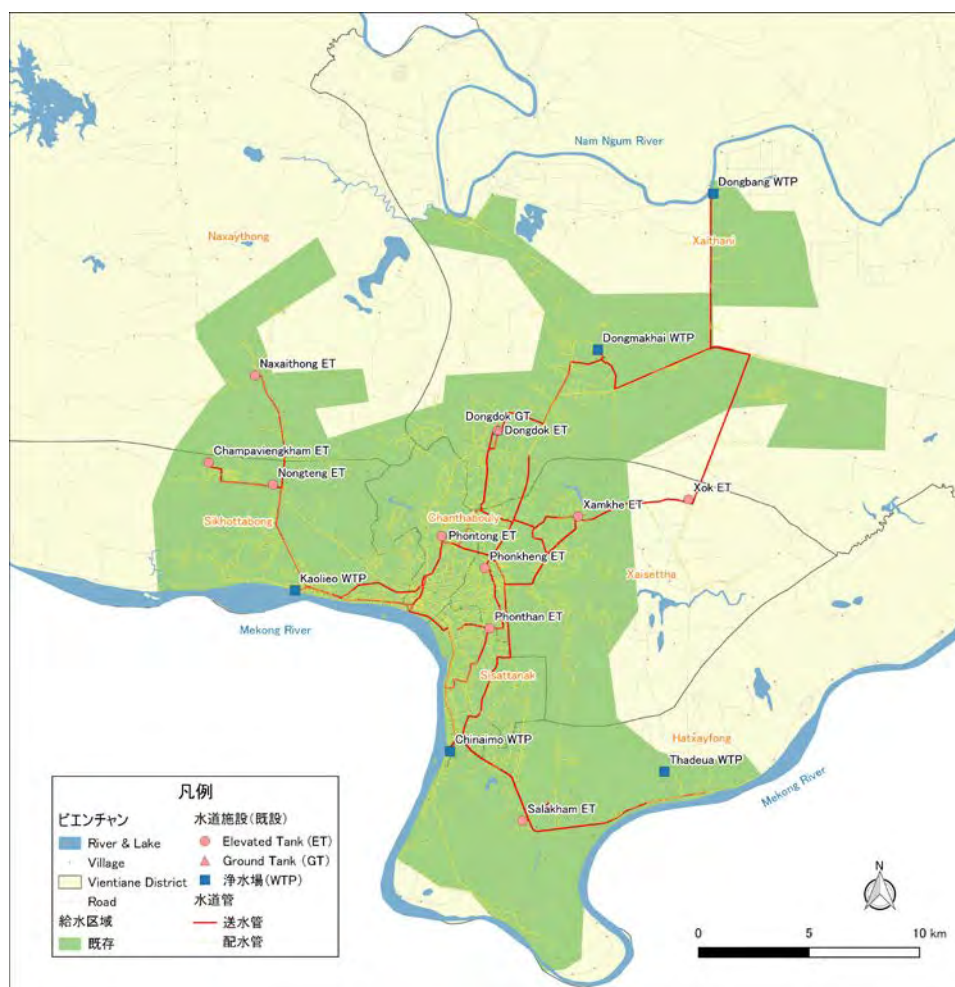 Nam Ngum River
Dongbang WTP
Naxaythong
Xaithani
Dongmakhai WTP
Naxaithong ET
Dongdok GT
Dongdok ET
Champaviengkham ET
Nongteng ET
Xok ET
Xamkhe ET
Sikhottabong
Chanthabouly
Phontong ET
Phonkheng ET
Xaisettha
Kaolieo WTP
Mekong River
Phonthan ET
Sisattanak
Hatxayfong
Chinaimo WTP
Thadeua WTP
Mekong River
Salakham ET
凡例
ビエンチャン
River & Lake
Village
Vientiane District
Road
給水区域
既存
水道施設(既設)
Elevated Tank (ET)
Ground Tank (GT)
浄水場(WTP)
水道管
送水管
配水管
N
0 5 10 km